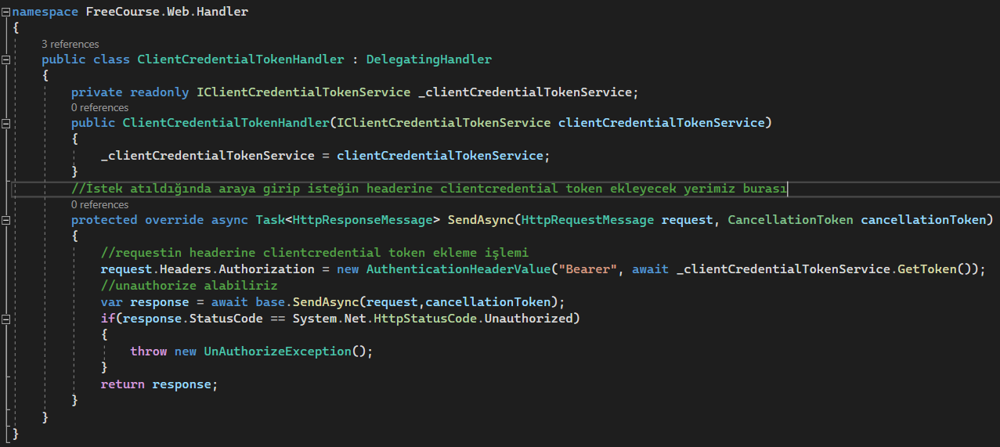 namespace FreeCourse.Web.Handler
{
3 references
public class ClientCredentialTokenHandler : DelegatingHandler
{
private readonly IClientCredentialTokenService _clientCredentialTokenService;
0 references
public ClientCredentialTokenHandler(IClientCredentialTokenService clientCredentialTokenService)
{
_clientCredentialTokenService = clientCredentialTokenService;
}
//İstek atıldığında araya girip isteğin headerine clientcredential token ekleyecek yerimiz burası
0 references
protected override async Task<HttpResponseMessage> SendAsync(HttpRequestMessage request, CancellationToken cancellationToken)
{
//requestin headerine clientcredential token ekleme işlemi
request.Headers.Authorization = new AuthenticationHeaderValue("Bearer", await _clientCredentialTokenService.GetToken());
//unauthorize alabiliriz
var response = await base.SendAsync(request,cancellationToken);
if(response.StatusCode == System.Net.HttpStatusCode.Unauthorized)
{
throw new UnAuthorizeException();
}
return response;
}
}
}